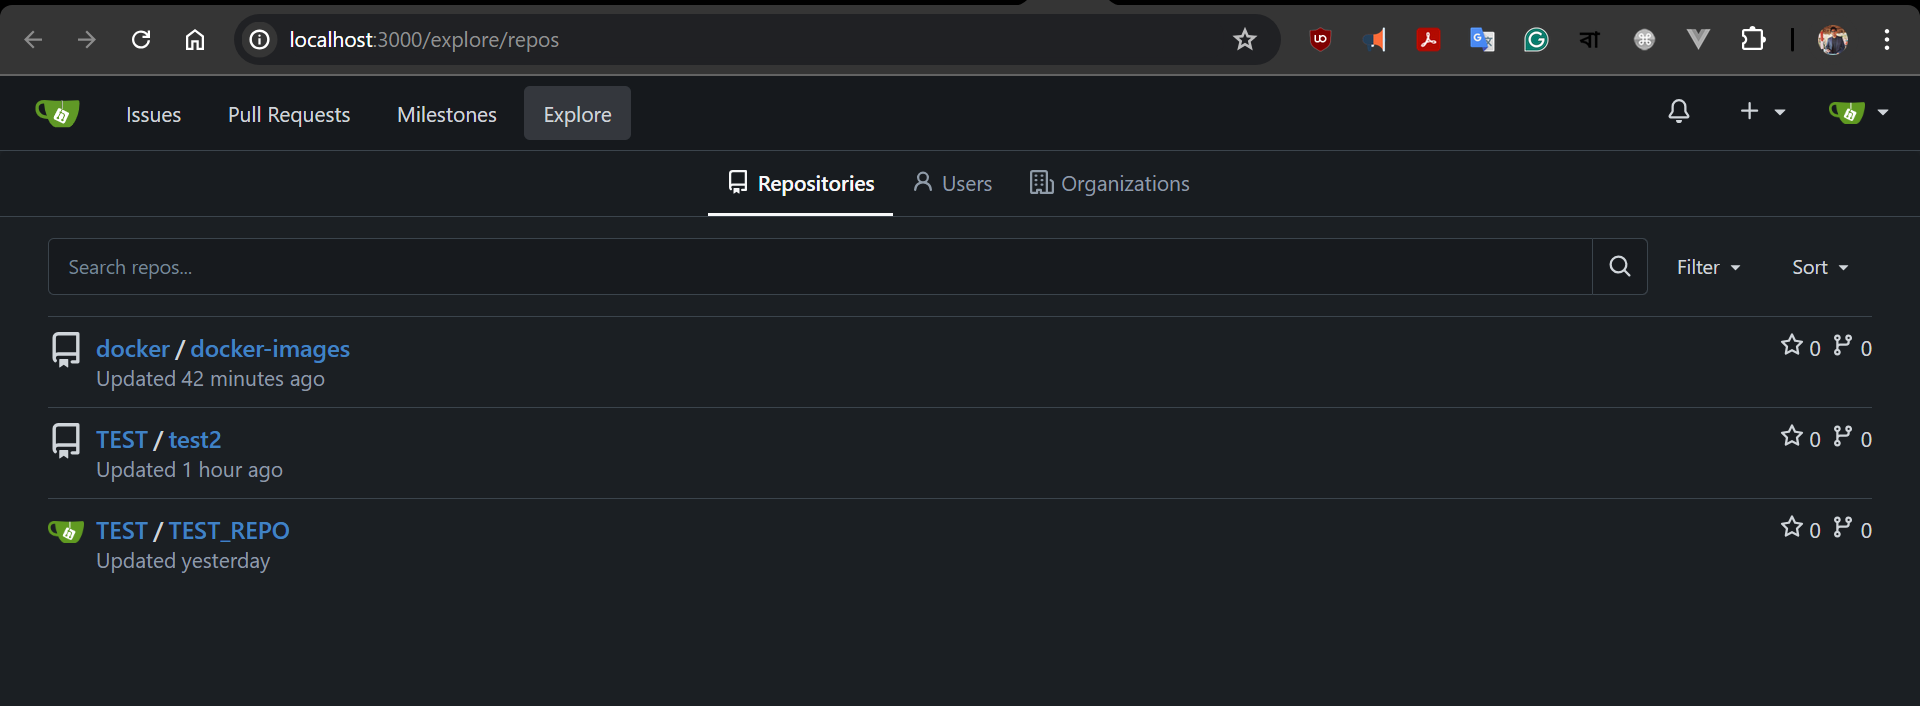 localhost:3000/explore/repos
বা
Issues Pull Requests Milestones Explore
Repositories Users Organizations
Search repos... Filter Sort
docker / docker-images 0 0
Updated 42 minutes ago
TEST / test2 0 0
Updated 1 hour ago
TEST / TEST_REPO 0 0
Updated yesterday